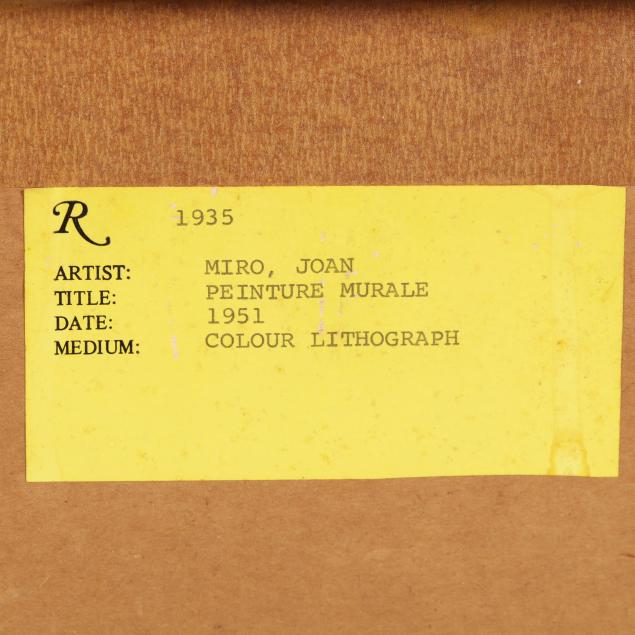 R 1935
ARTIST: MIRO, JOAN
TITLE: PEINTURE MURALE
DATE: 1951
MEDIUM: COLOUR LITHOGRAPH